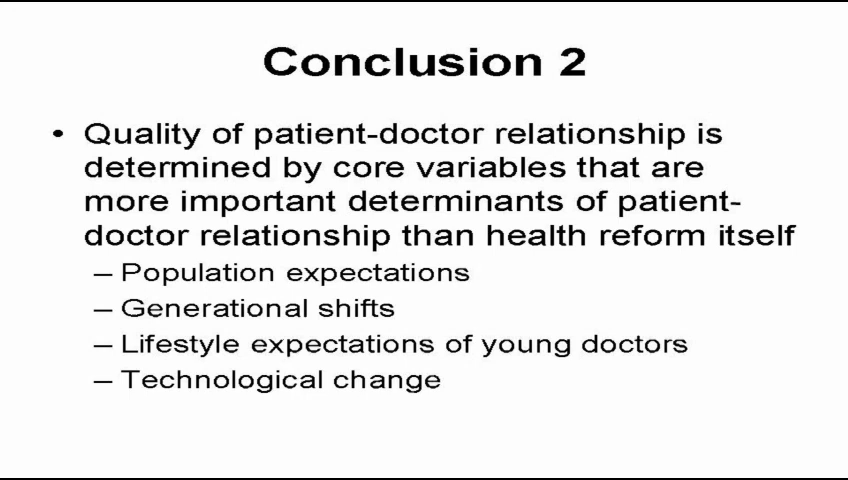 Conclusion 2
• Quality of patient-doctor relationship is
determined by core variables that are
more important determinants of patient-
doctor relationship than health reform itself
– Population expectations
– Generational shifts
– Lifestyle expectations of young doctors
– Technological change